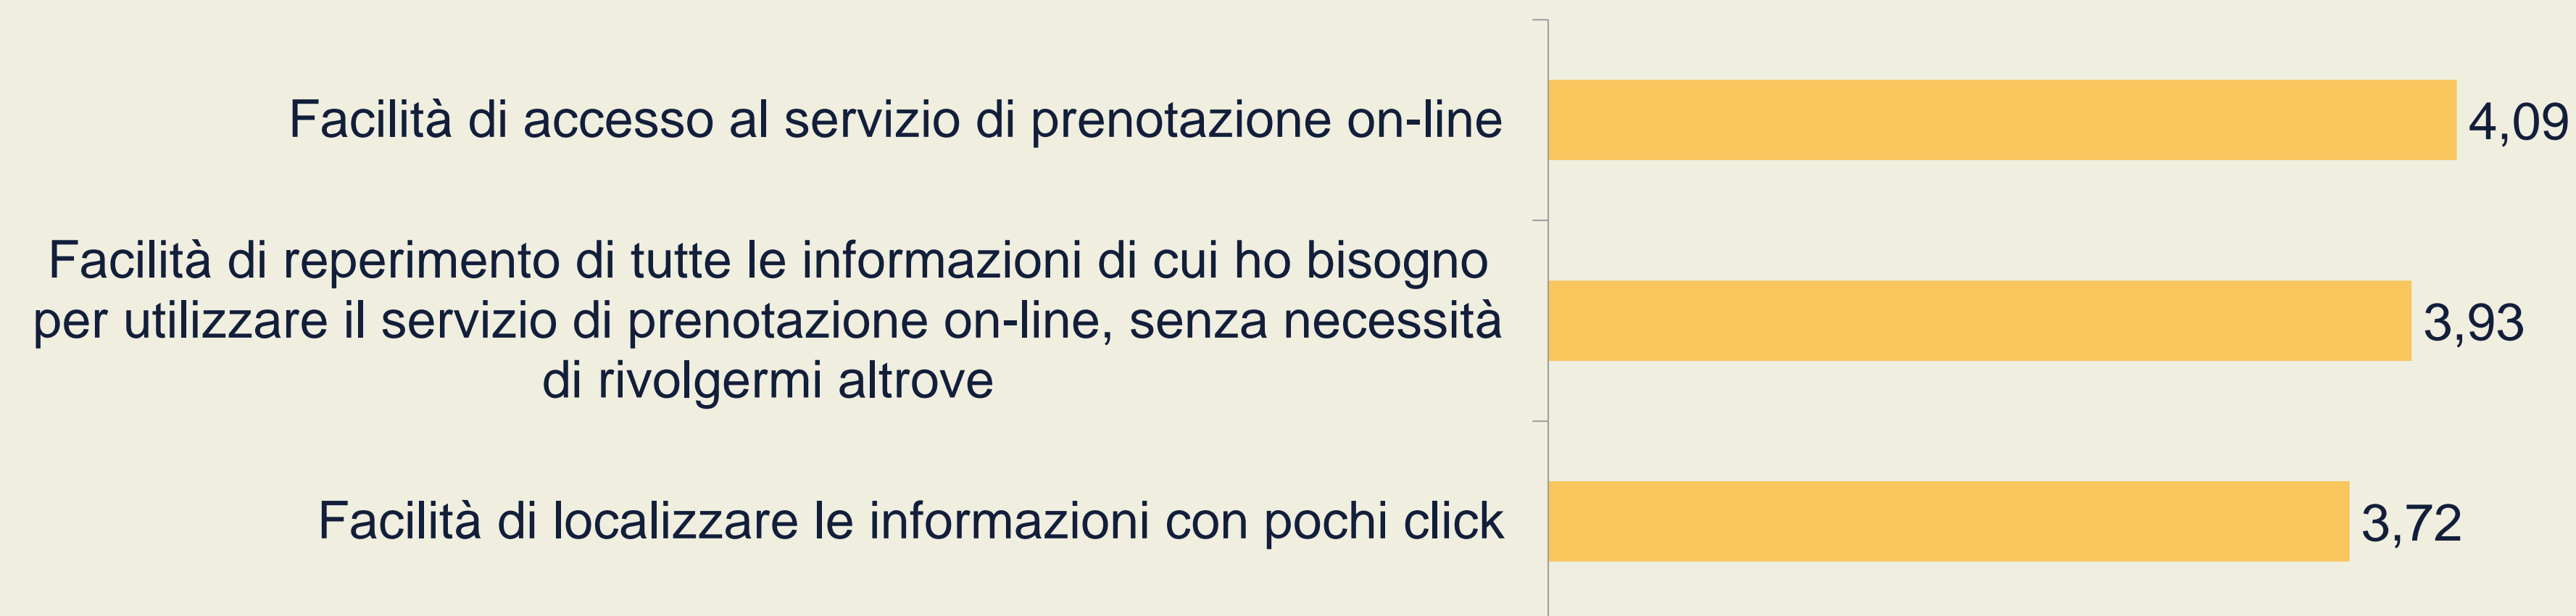 Facilità di accesso al servizio di prenotazione on-line
4,09
Facilità di reperimento di tutte le informazioni di cui ho bisogno
per utilizzare il servizio di prenotazione on-line, senza necessità
di rivolgermi altrove
3,93
Facilità di localizzare le informazioni con pochi click
3,72